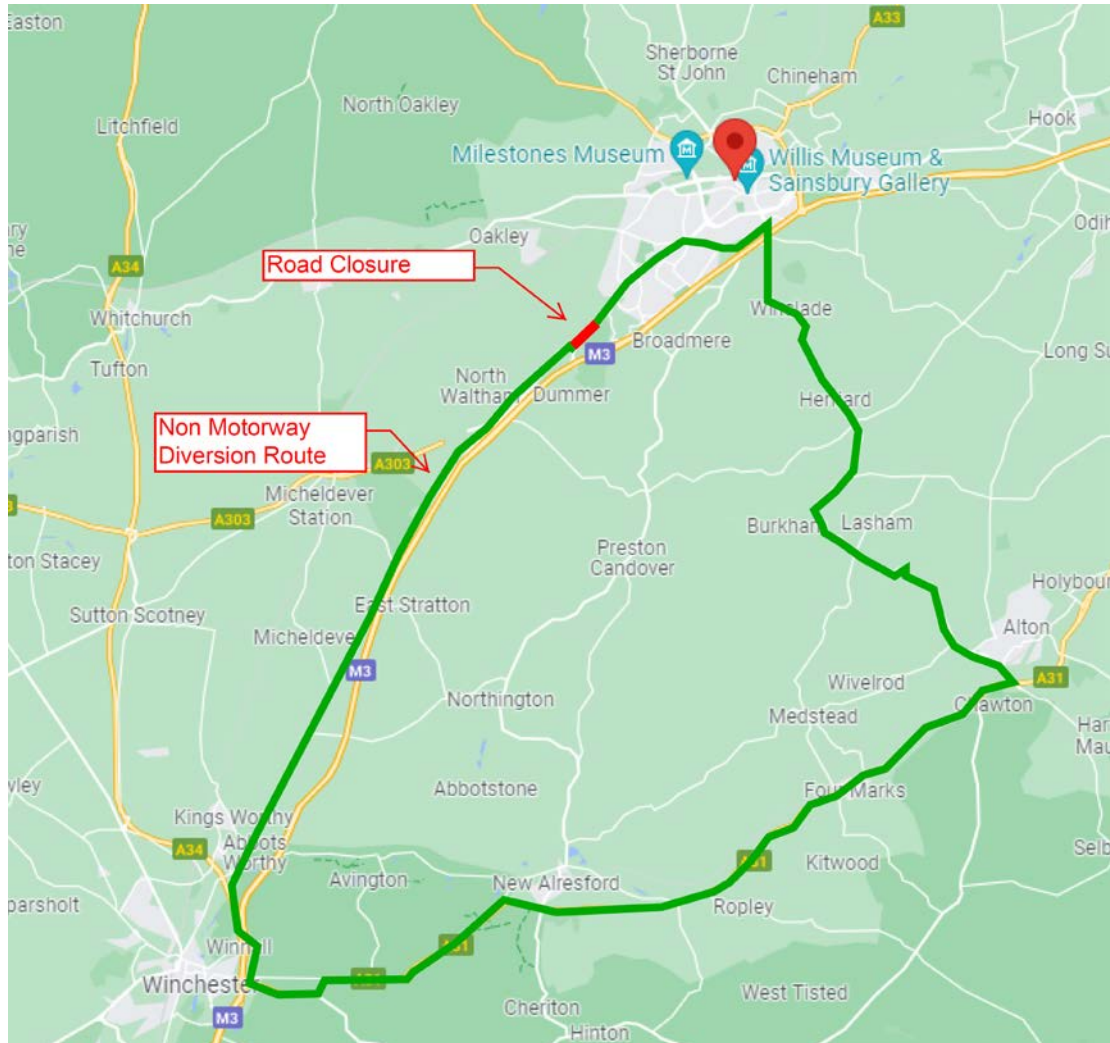 Easton
A33
Sherborne
St John
Chineham
North Oakley
Hook
Litchfield
Milestones Museum
Willis Museum &
Sainsbury Gallery
Oakley
Odih
A34
Road Closure
Whitchurch
Winslade
Tufton
M3
Broadmere
Long Su
North
Waltham
Dummer
Herriard
ngparish
Non Motorway
Diversion Route
A303
Micheldever
Station
A303
Burkham
Lasham
Preston
Candover
ton Stacey
Holybour
East Stratton
Sutton Scotney
Alton
Micheldever
M3
Wivelrod
A31
Northington
Chawton
Medstead
Har
Mau
Abbotstone
Four Marks
Kings Worthy
Abbots
Worthy
A34
Kitwood
Selb
A31
Avington
New Alresford
parsholt
Ropley
Winnall
A31
A31
Winchester
West Tisted
M3
Cheriton
Hinton